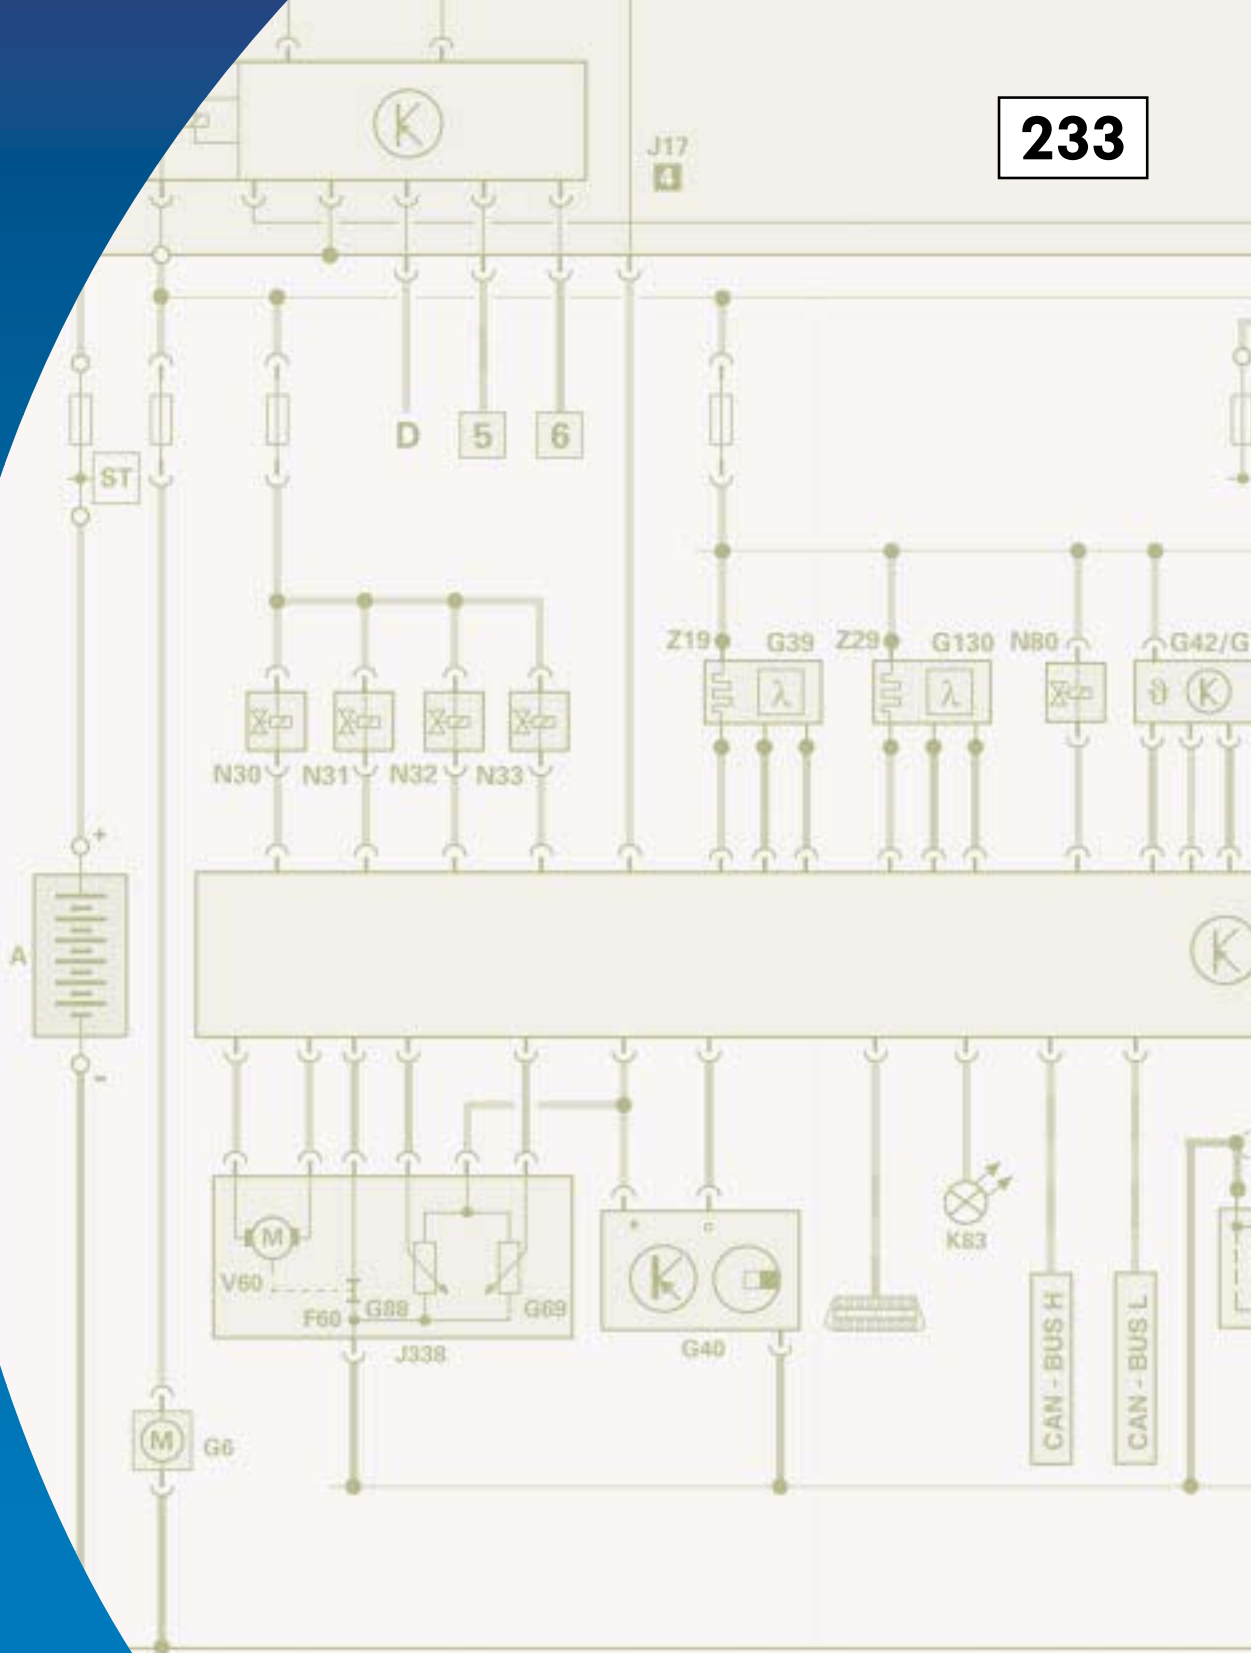 233
J17
4
D
5
6
ST
Z19
G39
Z29
G130
N80
G42/G
λ
λ
ϑ
N30
N31
N32
N33
+
A
-
M
V60
F60
G88
G69
J338
+
G40
K83
CAN - BUS H
CAN - BUS L
M
G6